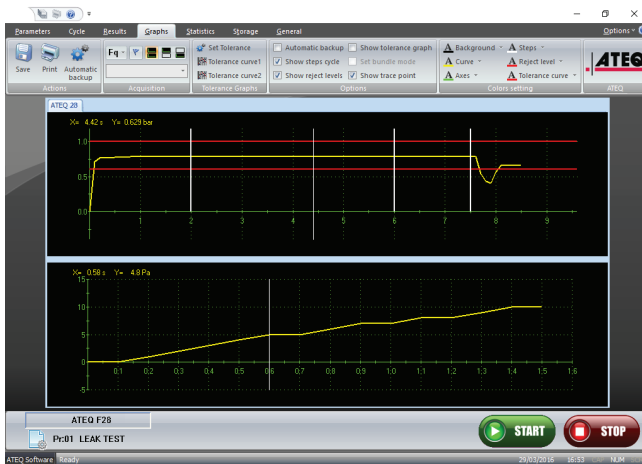 Parameters Cycle Results Graphs Statistics Storage General Options
Save Print Automatic backup
Fq
Set Tolerance
Tolerance curve1
Tolerance curve2
Automatic backup Show tolerance graph
Show steps cycle Set bundle mode
Show reject levels Show trace point
Background Steps
Curve Reject level
Axes Tolerance curve
ATEQ
Actions Acquisition Tolerance Graphs Options Colors setting ATEQ
ATEQ 28
X= 4.42 s Y= 0.629 bar
1.0
0.5
0.0
1 2 3 4 5 6 7 8 9
X= 0.58 s Y= 4.8 Pa
15
10
5
0
0.1 0.2 0.3 0.4 0.5 0.6 0.7 0.8 0.9 1.0 1.1 1.2 1.3 1.4 1.5 1.6
-5
ATEQ F28
Pr:01 LEAK TEST
START STOP
ATEQ Software Ready 29/03/2016 16:53 CAP NUM